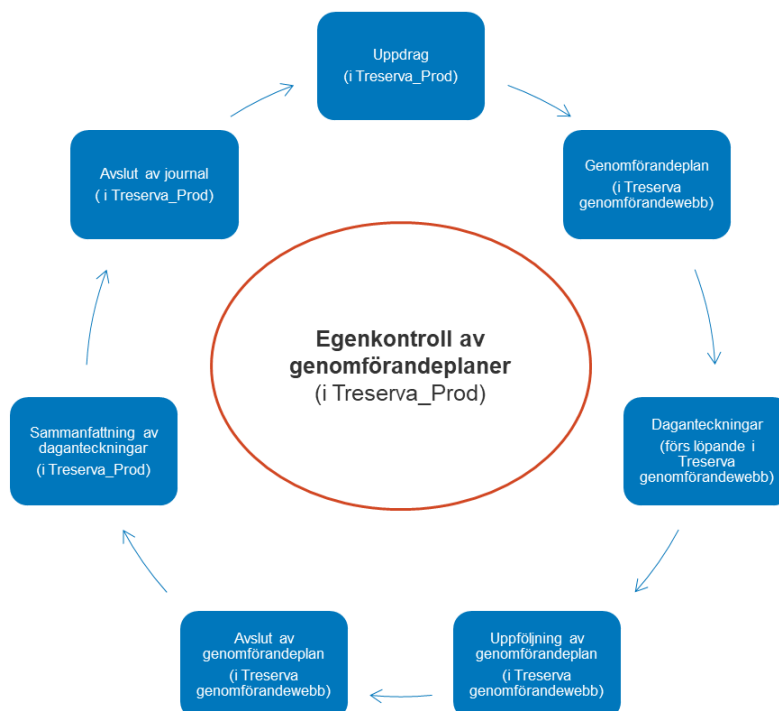 Uppdrag
(i Treserva_Prod)
Genomförandeplan
(i Treserva
genomförandewebb)
Daganteckningar
(förs löpande i
Treserva
genomförandewebb)
Uppföljning av
genomförandeplan
(i Treserva
genomförandewebb)
Avslut av
genomförandeplan
(i Treserva
genomförandewebb)
Sammanfattning av
daganteckningar
(i Treserva_Prod)
Avslut av journal
( i Treserva_Prod)
Egenkontroll av
genomförandeplaner
(i Treserva_Prod)